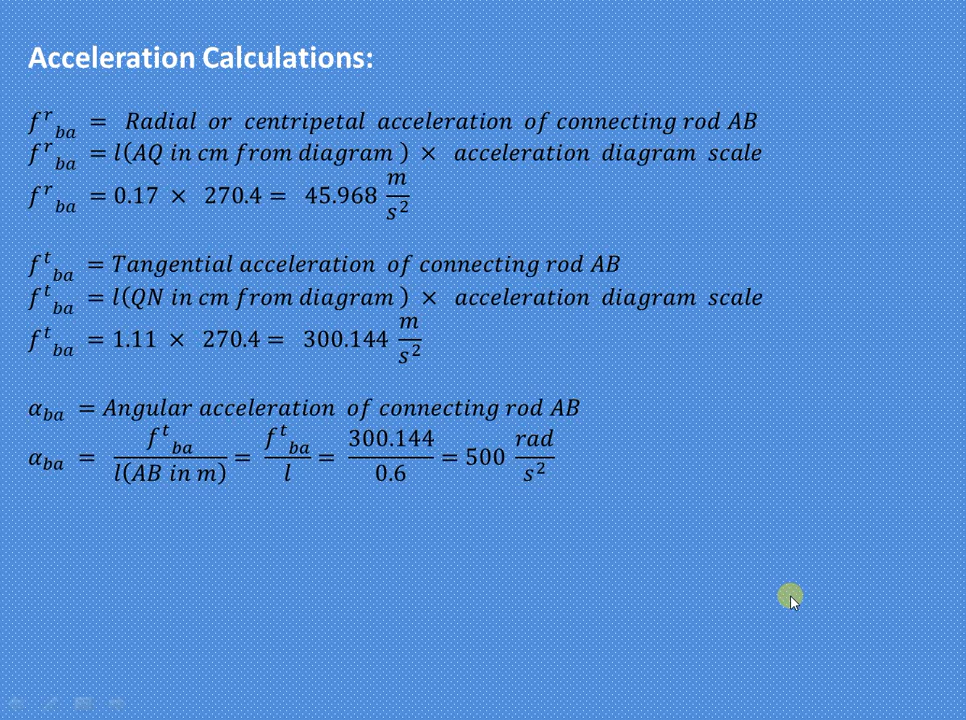 Acceleration Calculations:
f^r_ba = Radial or centripetal acceleration of connecting rod AB
f^r_ba = l(AQ in cm from diagram) × acceleration diagram scale
f^r_ba = 0.17 × 270.4 = 45.968 m/s²
f^t_ba = Tangential acceleration of connecting rod AB
f^t_ba = l(QN in cm from diagram) × acceleration diagram scale
f^t_ba = 1.11 × 270.4 = 300.144 m/s²
α_ba = Angular acceleration of connecting rod AB
α_ba = f^t_ba / l(AB in m) = f^t_ba / l = 300.144 / 0.6 = 500 rad/s²